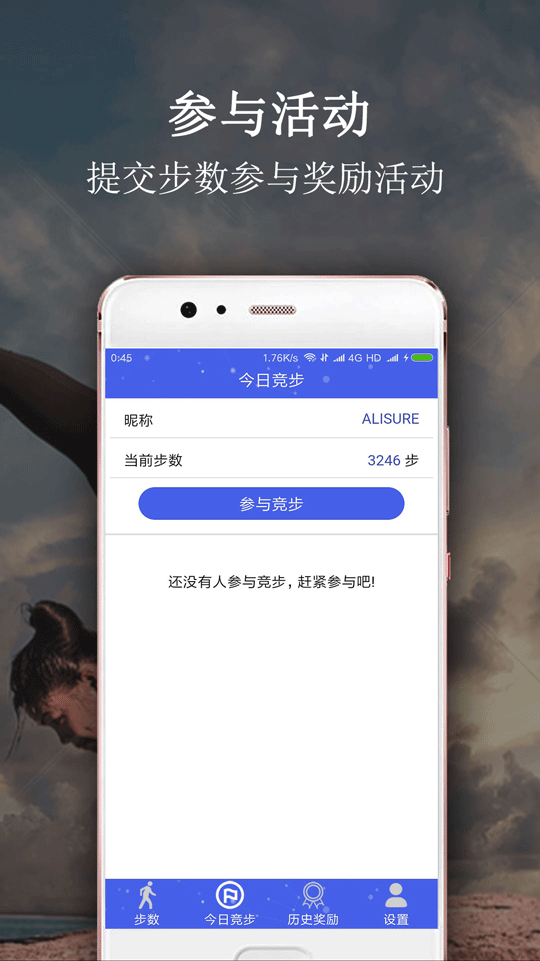 参与活动
提交步数参与奖励活动
0:45 1.76K/s 4G HD
今日竞步
昵称 ALISURE
当前步数 3246 步
参与竞步
还没有人参与竞步，赶紧参与吧!
步数 今日竞步 历史奖励 设置